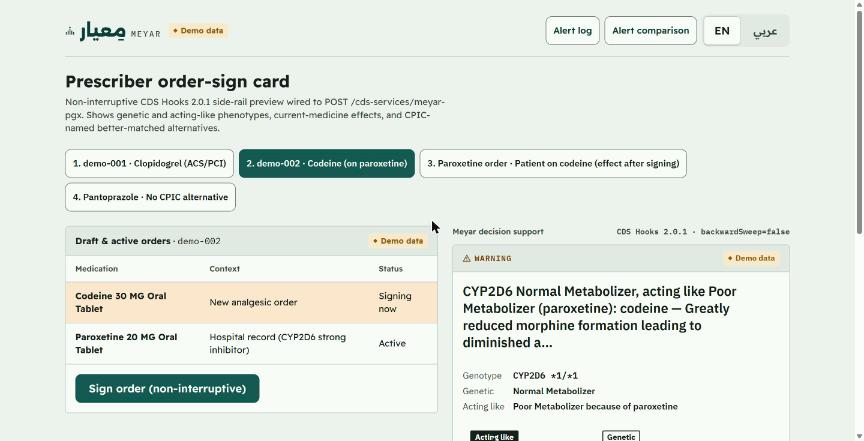 معيار MEYAR Demo data
Alert log Alert comparison EN عربي
Prescriber order-sign card
Non-interruptive CDS Hooks 2.0.1 side-rail preview wired to POST /cds-services/meyar-
pgx. Shows genetic and acting-like phenotypes, current-medicine effects, and CPIC-
named better-matched alternatives.
1. demo-001 · Clopidogrel (ACS/PCI)
2. demo-002 · Codeine (on paroxetine)
3. Paroxetine order · Patient on codeine (effect after signing)
4. Pantoprazole · No CPIC alternative
Draft & active orders · demo-002 Demo data
Medication Context Status
Codeine 30 MG Oral
Tablet
New analgesic order
Signing
now
Paroxetine 20 MG Oral
Tablet
Hospital record (CYP2D6 strong
inhibitor)
Active
Sign order (non-interruptive)
Meyar decision support CDS Hooks 2.0.1 · backwardSweep=false
WARNING Demo data
CYP2D6 Normal Metabolizer, acting like Poor
Metabolizer (paroxetine): codeine — Greatly
reduced morphine formation leading to
diminished a...
Genotype CYP2D6 *1/*1
Genetic Normal Metabolizer
Acting like Poor Metabolizer because of paroxetine
Acting like Genetic